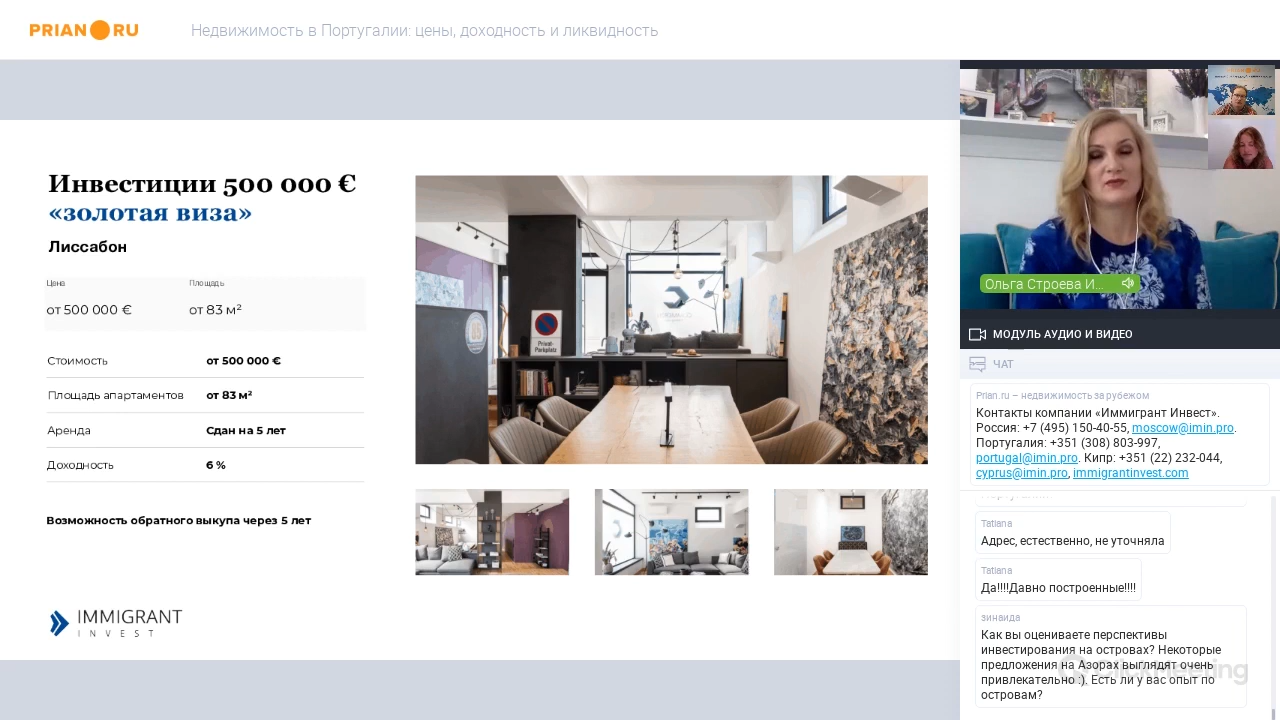 PRIAN RU
Недвижимость в Португалии: цены, доходность и ликвидность
Инвестиции 500 000 €
«золотая виза»
Лиссабон
Цена
Площадь
от 500 000 €
от 83 м²
Стоимость
от 500 000 €
Площадь апартаментов
от 83 м²
Аренда
Сдан на 5 лет
Доходность
6 %
Возможность обратного выкупа через 5 лет
IMMIGRANT
INVEST
Privat-
Parkplatz
Ольга Строева И...
МОДУЛЬ АУДИО И ВИДЕО
ЧАТ
Prian.ru – недвижимость за рубежом
Контакты компании «Иммигрант Инвест».
Россия: +7 (495) 150-40-55, moscow@imin.pro.
Португалия: +351 (308) 803-997,
portugal@imin.pro. Кипр: +351 (22) 232-044,
cyprus@imin.pro, immigrantinvest.com
Tatiana
Адрес, естественно, не уточняла
Tatiana
Да!!!!Давно построенные!!!!
зинаида
Как вы оцениваете перспективы
инвестирования на островах? Некоторые
предложения на Азорах выглядят очень
привлекательно :). Есть ли у вас опыт по
островам?
ClickMeeting